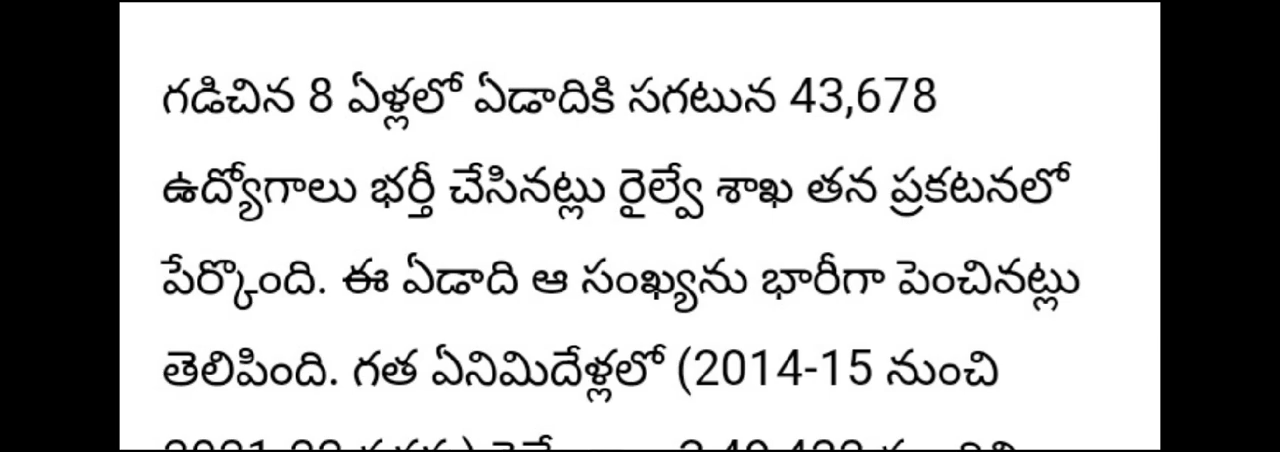 గడిచిన 8 ఏళ్లలో ఏడాదికి సగటున 43,678
ఉద్యోగాలు భర్తీ చేసినట్లు రైల్వే శాఖ తన ప్రకటనలో
పేర్కొంది. ఈ ఏడాది ఆ సంఖ్యను భారీగా పెంచినట్లు
తెలిపింది. గత ఏనిమిదేళ్లలో (2014-15 నుంచి